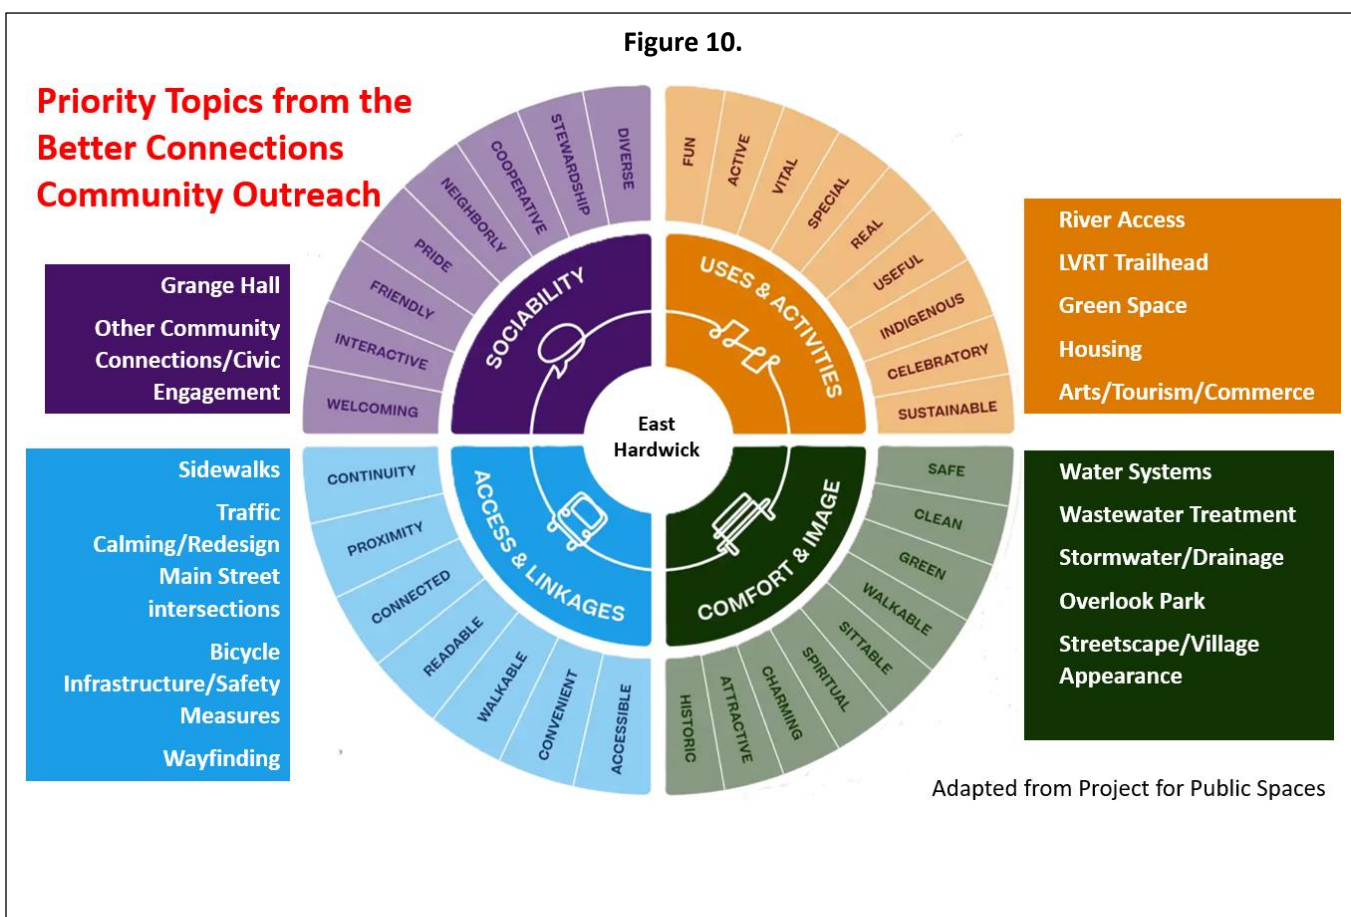 Figure 10.
Priority Topics from the
Better Connections
Community Outreach
Grange Hall
Other Community
Connections/Civic
Engagement
Sidewalks
Traffic
Calming/Redesign
Main Street
intersections
Bicycle
Infrastructure/Safety
Measures
Wayfinding
SOCIABILITY
WELCOMING
INTERACTIVE
FRIENDLY
PRIDE
NEIGHBORLY
COOPERATIVE
STEWARDSHIP
DIVERSE
USES & ACTIVITIES
FUN
ACTIVE
VITAL
SPECIAL
REAL
USEFUL
INDIGENOUS
CELEBRATORY
SUSTAINABLE
East
Hardwick
ACCESS & LINKAGES
CONTINUITY
PROXIMITY
CONNECTED
READABLE
WALKABLE
CONVENIENT
ACCESSIBLE
COMFORT & IMAGE
SAFE
CLEAN
GREEN
WALKABLE
SITTABLE
SPIRITUAL
CHARMING
ATTRACTIVE
HISTORIC
River Access
LVRT Trailhead
Green Space
Housing
Arts/Tourism/Commerce
Water Systems
Wastewater Treatment
Stormwater/Drainage
Overlook Park
Streetscape/Village
Appearance
Adapted from Project for Public Spaces